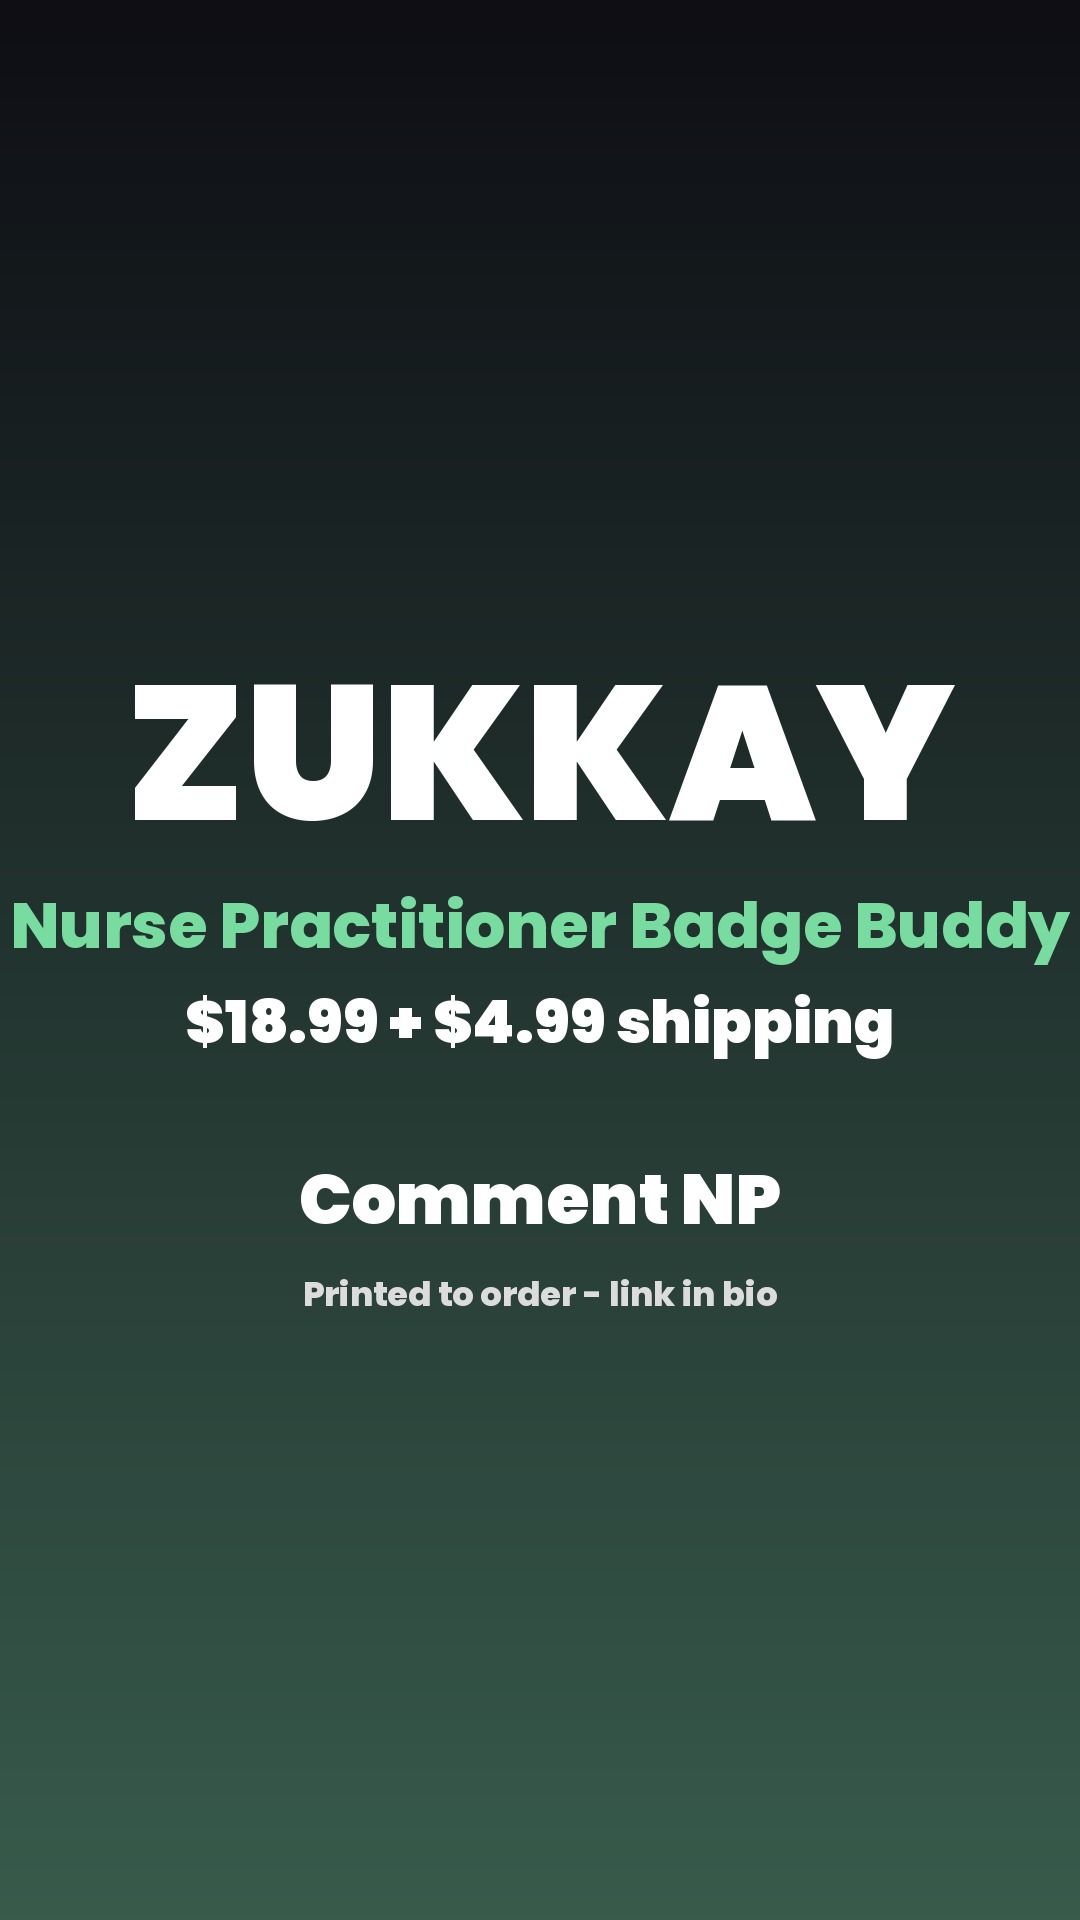 ZUKKAY
Nurse Practitioner Badge Buddy
$18.99 + $4.99 shipping
Comment NP
Printed to order - link in bio